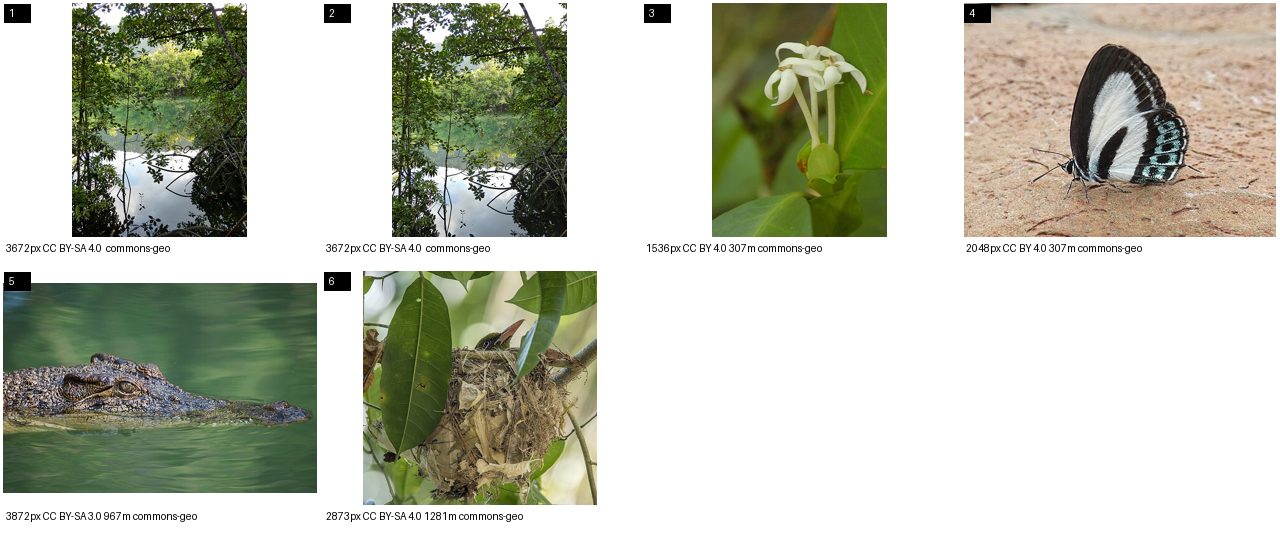 1
2
3
4
3672px CC BY-SA 4.0 commons-geo
3672px CC BY-SA 4.0 commons-geo
1536px CC BY 4.0 307m commons-geo
2048px CC BY 4.0 307m commons-geo
5
6
3872px CC BY-SA 3.0 967m commons-geo
2873px CC BY-SA 4.0 1281m commons-geo